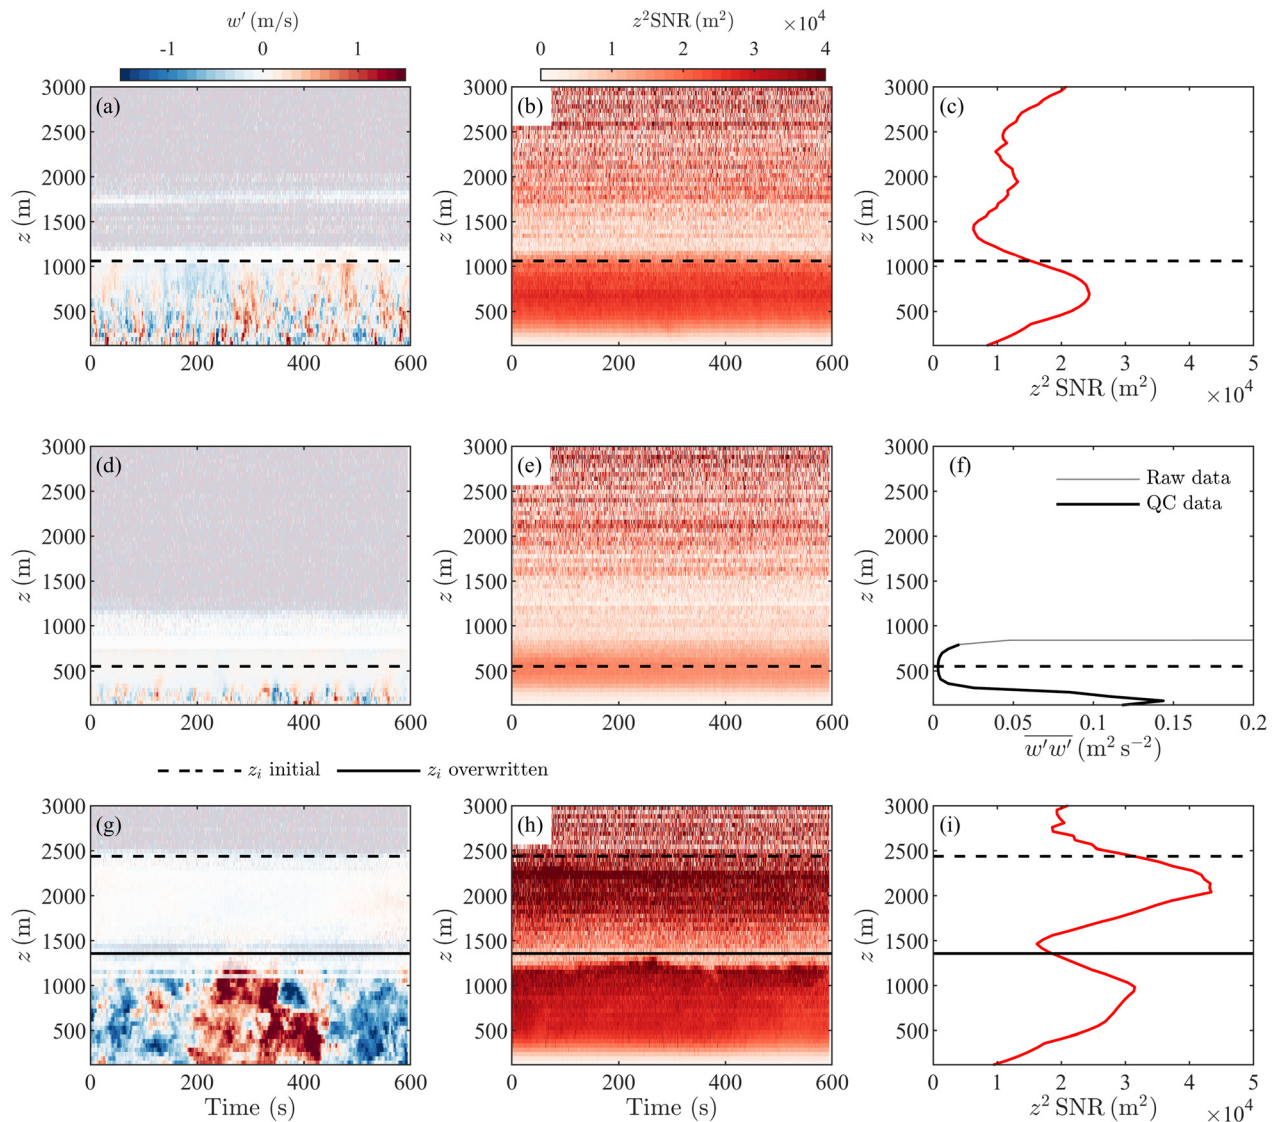 w′ (m/s)
-1 0 1
z²SNR (m²) ×10⁴
0 1 2 3 4
(a)
3000
2500
2000
1500
1000
500
z (m)
0 200 400 600
(b)
3000
2500
2000
1500
1000
500
z (m)
0 200 400 600
(c)
3000
2500
2000
1500
1000
500
z (m)
0 1 2 3 4 5
z² SNR (m²) ×10⁴
(d)
3000
2500
2000
1500
1000
500
z (m)
0 200 400 600
(e)
3000
2500
2000
1500
1000
500
z (m)
0 200 400 600
(f)
Raw data
QC data
3000
2500
2000
1500
1000
500
z (m)
0 0.05 0.1 0.15 0.2
w′w′ (m² s⁻²)
zᵢ initial zᵢ overwritten
(g)
3000
2500
2000
1500
1000
500
z (m)
0 200 400 600
Time (s)
(h)
3000
2500
2000
1500
1000
500
z (m)
0 200 400 600
Time (s)
(i)
3000
2500
2000
1500
1000
500
z (m)
0 1 2 3 4 5
z² SNR (m²) ×10⁴